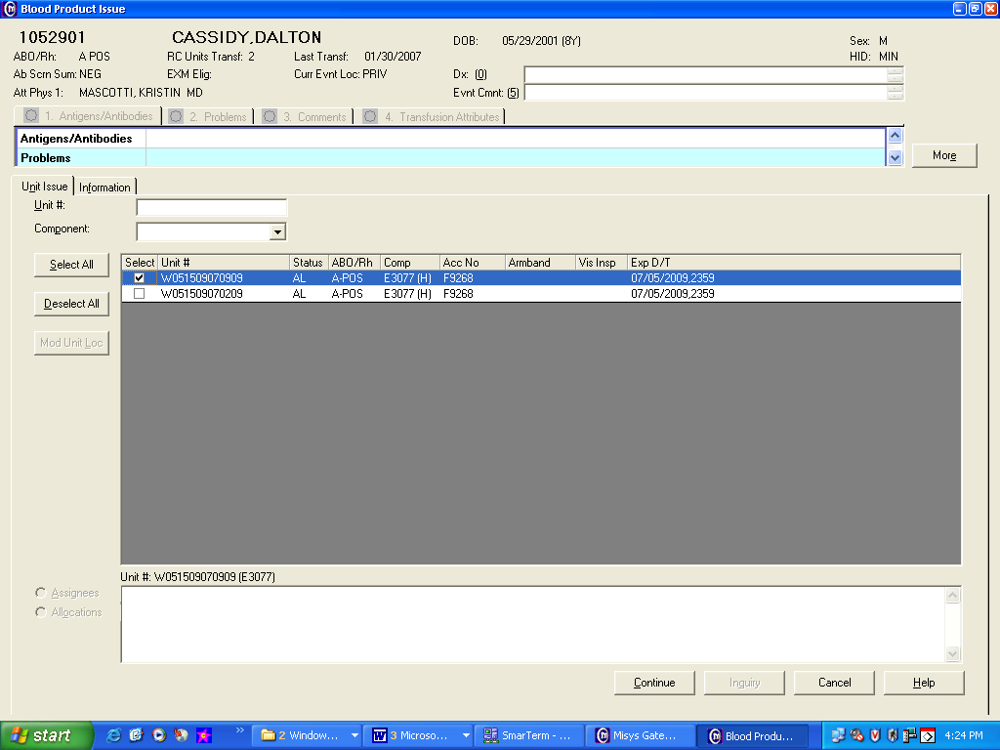 Blood Product Issue
1052901 CASSIDY,DALTON DOB: 05/29/2001 (8Y) Sex: M
ABO/Rh: A POS RC Units Transf: 2 Last Transf: 01/30/2007 HID: MIN
Ab Scrn Sum: NEG EXM Elig: Curr Evnt Loc: PRIV Dx: (0)
Att Phys 1: MASCOTTI, KRISTIN MD Evnt Cmnt: (5)
1. Antigens/Antibodies 2. Problems 3. Comments 4. Transfusion Attributes
Antigens/Antibodies
Problems
More
Unit Issue Information
Unit #:
Component:
Select All
Deselect All
Mod Unit Loc
Select Unit # Status ABO/Rh Comp Acc No Armband Vis Insp Exp D/T
W051509070909 AL A-POS E3077 (H) F9268 07/05/2009,2359
W051509070209 AL A-POS E3077 (H) F9268 07/05/2009,2359
Unit #: W051509070909 (E3077)
Assignees
Allocations
Continue Inquiry Cancel Help
start 2 Window... 3 Microso... SmarTerm - ... Misys Gate... Blood Produ... 4:24 PM